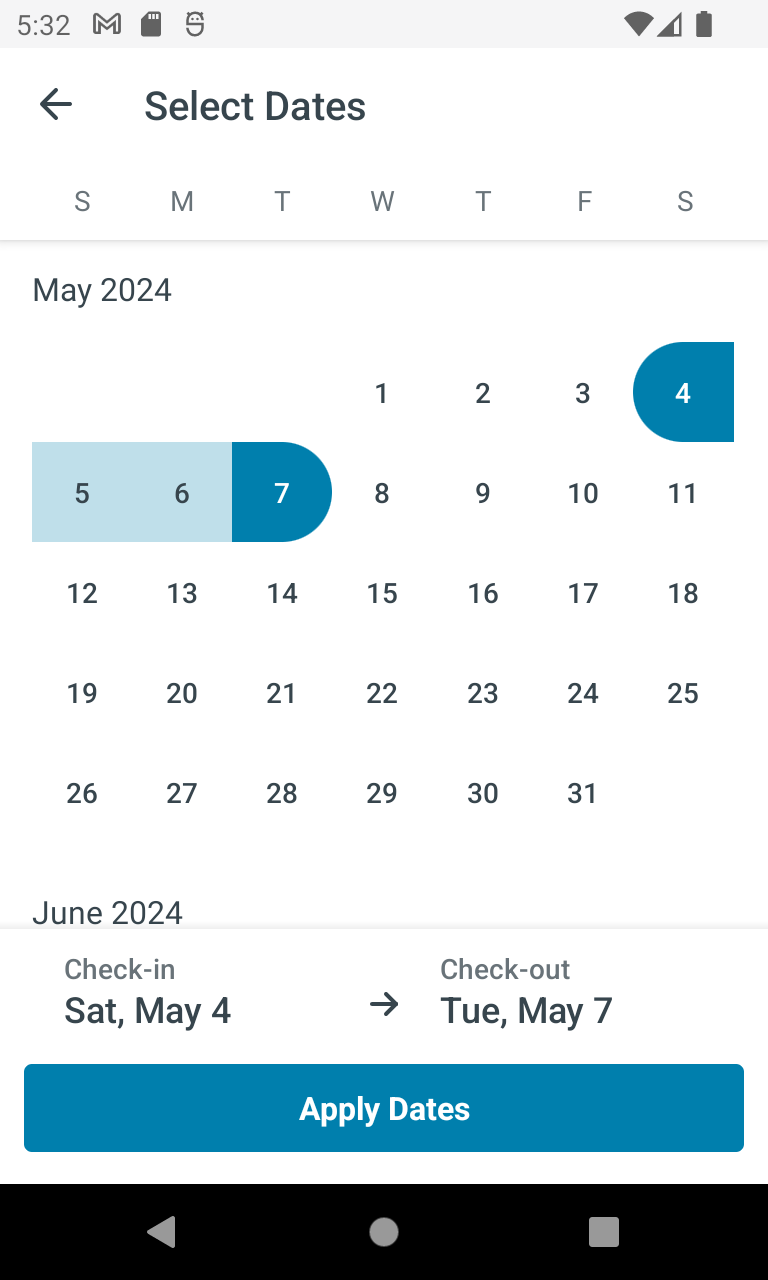 5:32
Select Dates
S M T W T F S
May 2024
1 2 3 4
5 6 7 8 9 10 11
12 13 14 15 16 17 18
19 20 21 22 23 24 25
26 27 28 29 30 31
June 2024
Check-in Check-out
Sat, May 4 Tue, May 7
Apply Dates